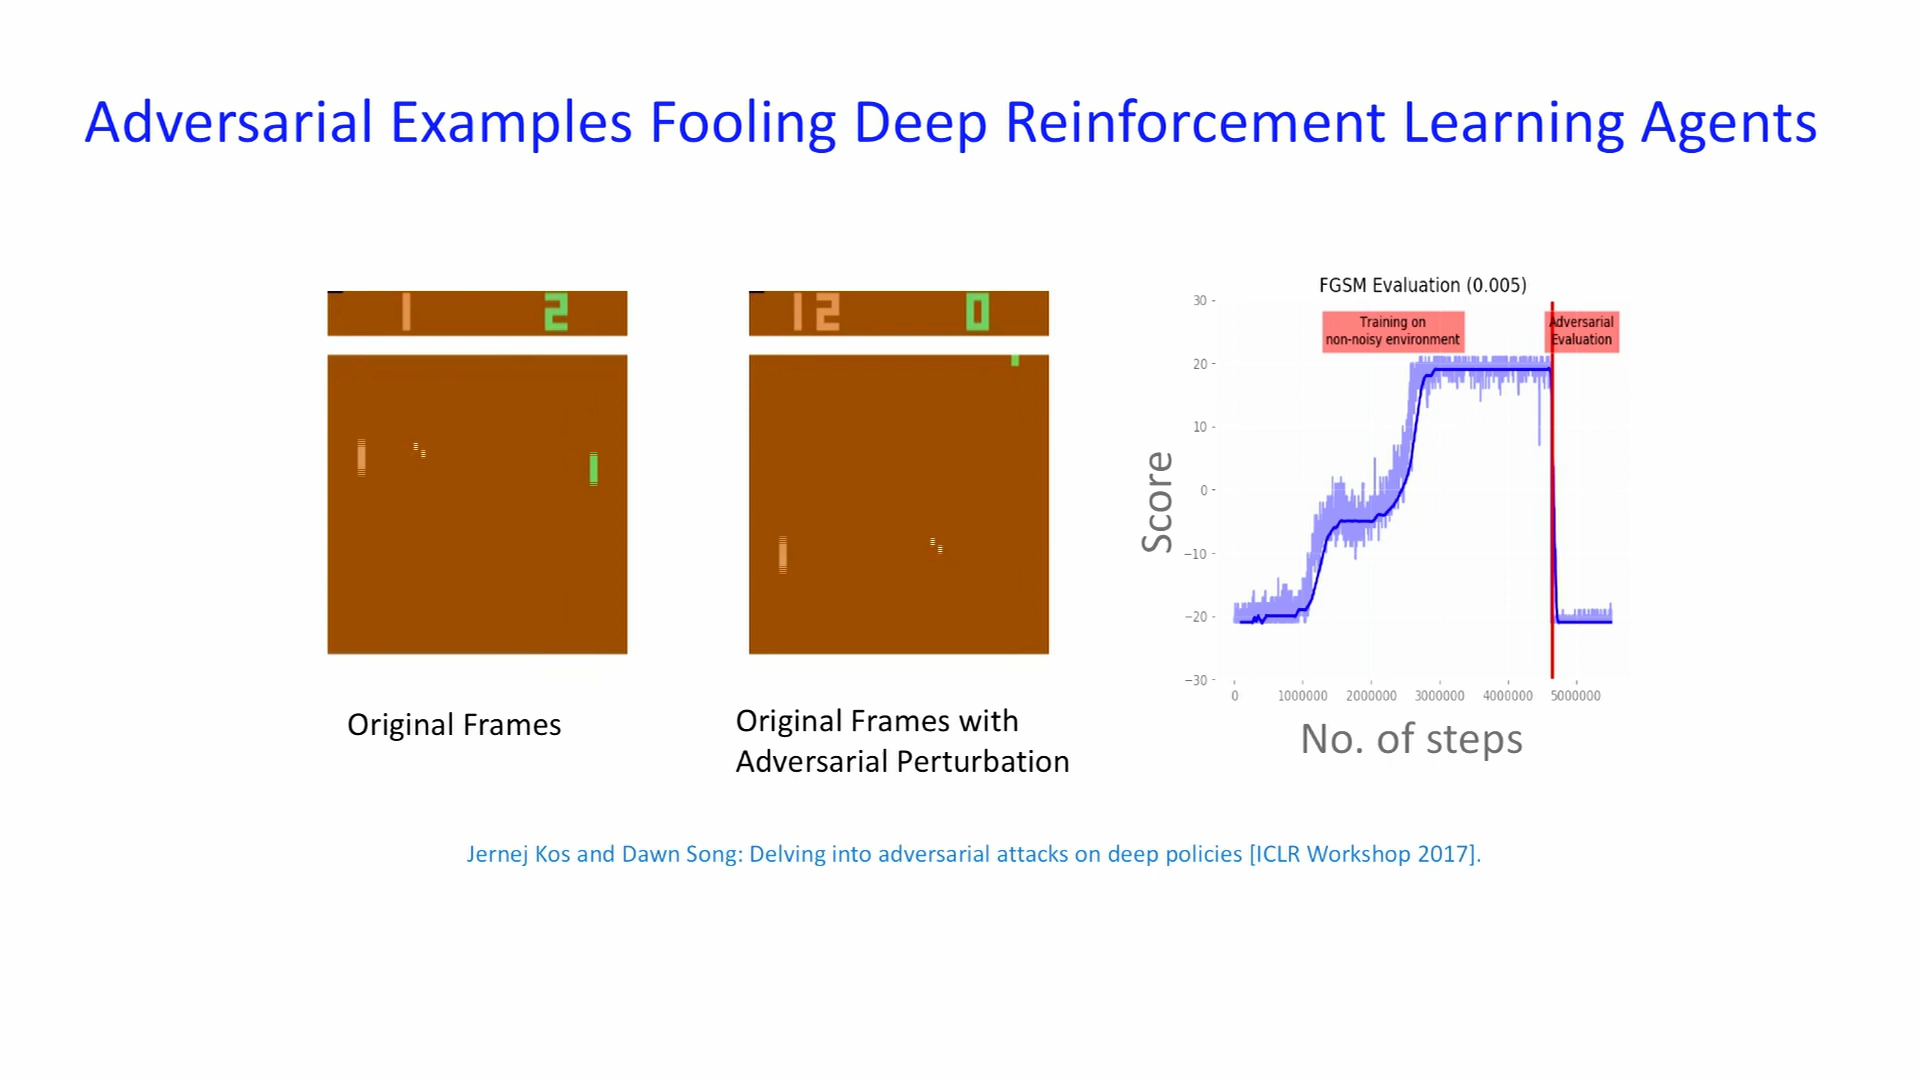 Adversarial Examples Fooling Deep Reinforcement Learning Agents
1 2
12 0
Original Frames
Original Frames with
Adversarial Perturbation
FGSM Evaluation (0.005)
Training on
non-noisy environment
Adversarial
Evaluation
Score
30
20
10
0
−10
−20
−30
0 1000000 2000000 3000000 4000000 5000000
No. of steps
Jernej Kos and Dawn Song: Delving into adversarial attacks on deep policies [ICLR Workshop 2017].